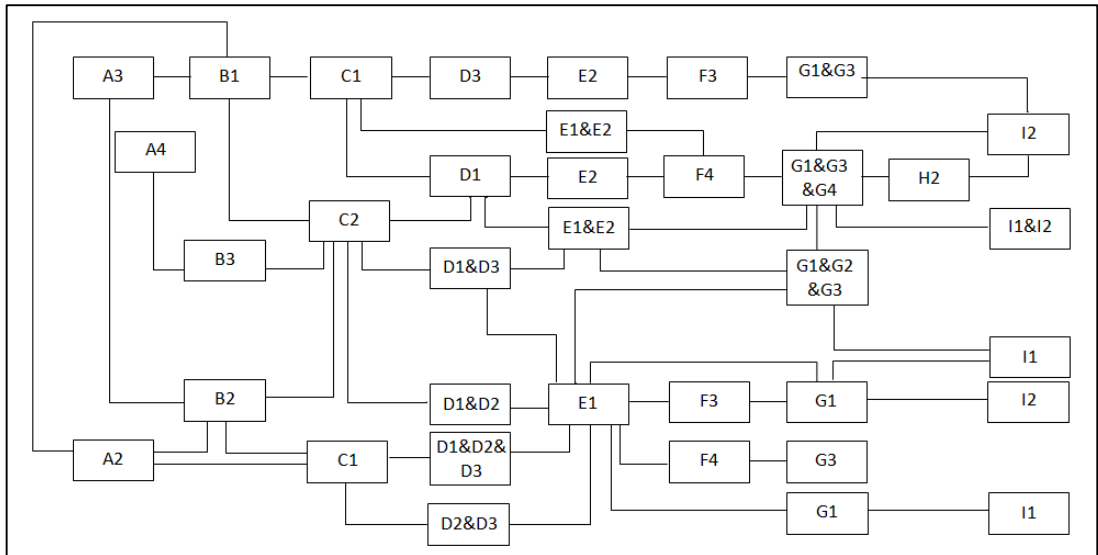 A3
B1
C1
D3
E2
F3
G1&G3
I2
A4
E1&E2
D1
E2
F4
G1&G3
&G4
H2
C2
E1&E2
I1&I2
B3
D1&D3
G1&G2
&G3
I1
B2
D1&D2
E1
F3
G1
I2
A2
C1
D1&D2&
D3
F4
G3
D2&D3
G1
I1